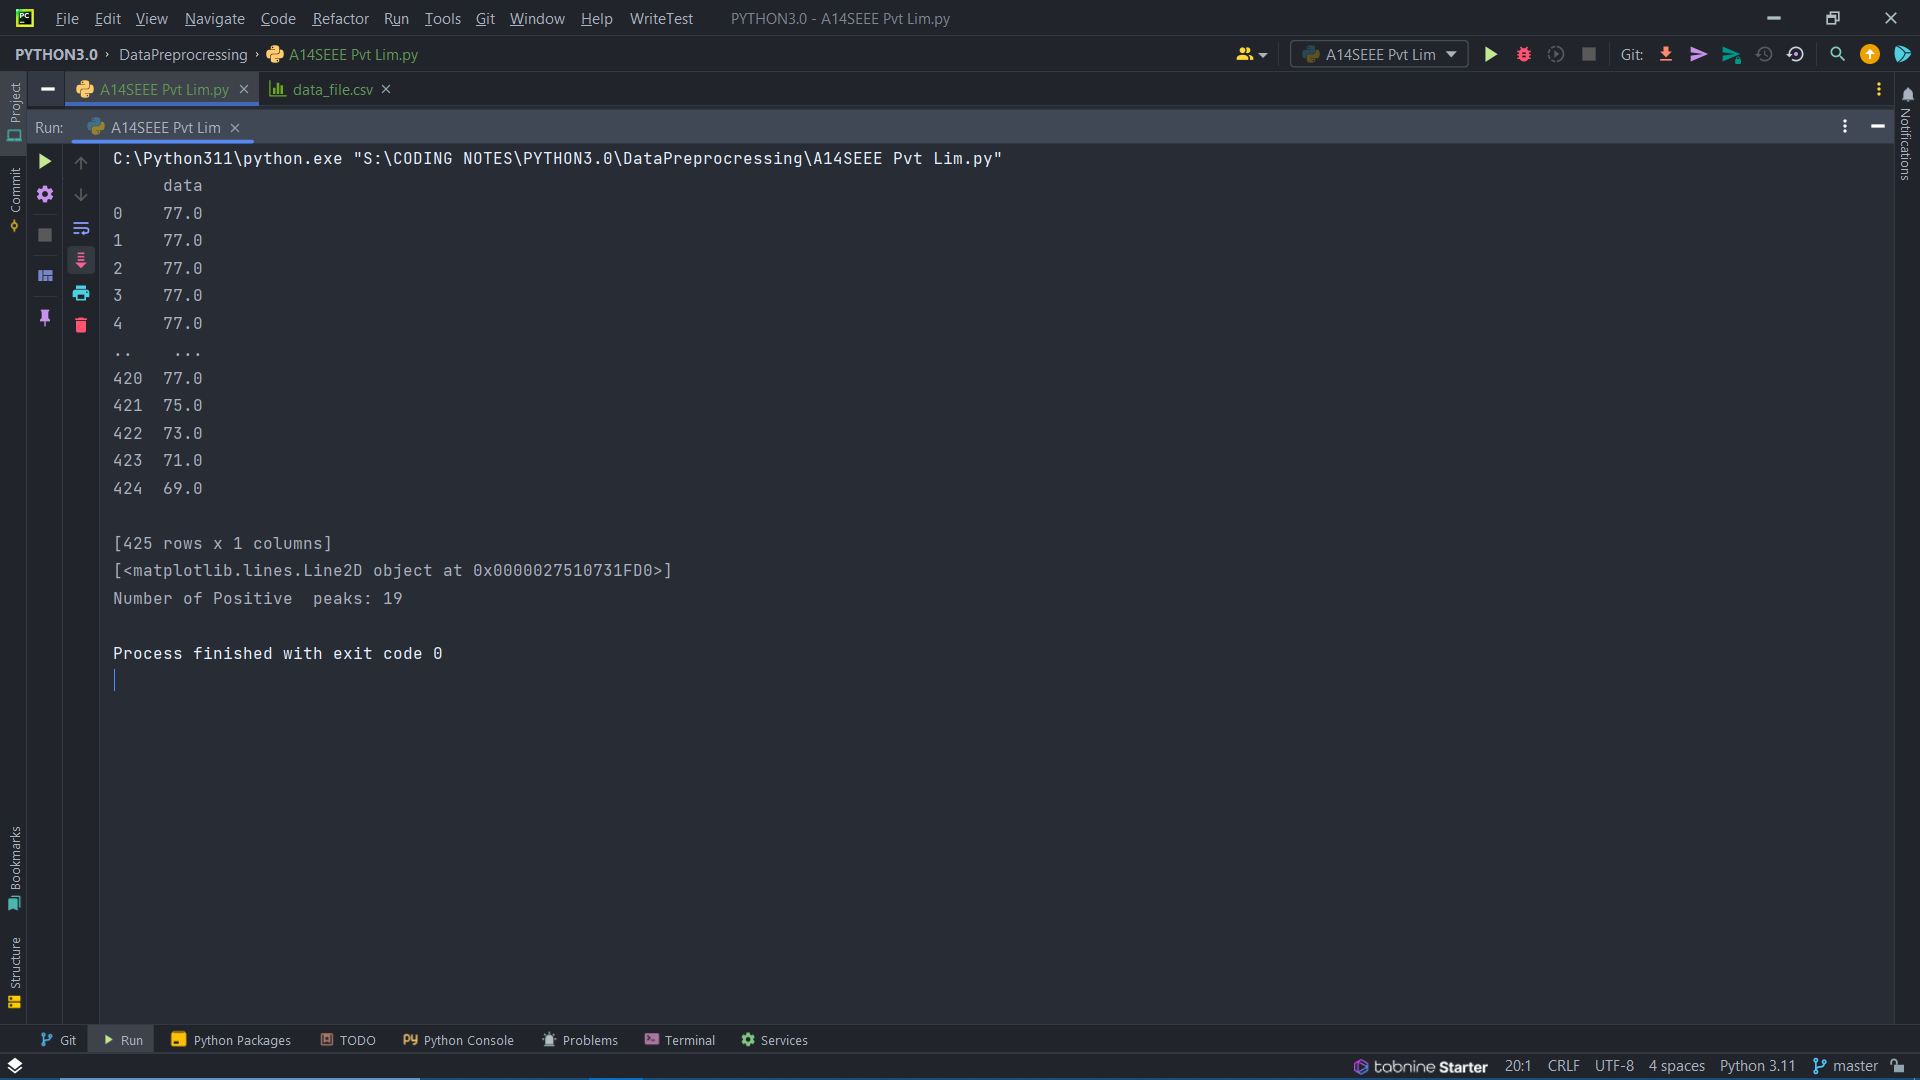 PC File Edit View Navigate Code Refactor Run Tools Git Window Help WriteTest PYTHON3.0 - A14SEEE Pvt Lim.py
PYTHON3.0 › DataPreprocressing › A14SEEE Pvt Lim.py A14SEEE Pvt Lim Git:
Project
A14SEEE Pvt Lim.py data_file.csv
Notifications
Run: A14SEEE Pvt Lim
Commit
C:\Python311\python.exe "S:\CODING NOTES\PYTHON3.0\DataPreprocressing\A14SEEE Pvt Lim.py"
data
0 77.0
1 77.0
2 77.0
3 77.0
4 77.0
.. ...
420 77.0
421 75.0
422 73.0
423 71.0
424 69.0
[425 rows x 1 columns]
[<matplotlib.lines.Line2D object at 0x0000027510731FD0>]
Number of Positive  peaks: 19
Process finished with exit code 0
Bookmarks
Structure
Git Run Python Packages TODO Python Console Problems Terminal Services
tabnine Starter 20:1 CRLF UTF-8 4 spaces Python 3.11 master